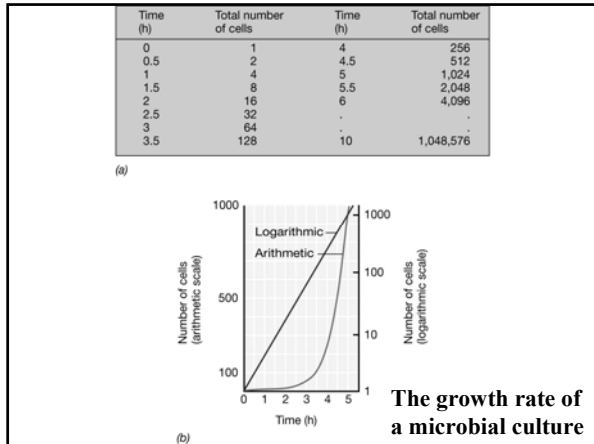 Time Total number Time Total number
(h) of cells (h) of cells
0 1 4 256
0.5 2 4.5 512
1 4 5 1,024
1.5 8 5.5 2,048
2 16 6 4,096
2.5 32 . .
3 64 . .
3.5 128 10 1,048,576
(a)
1000
500
100
Number of cells
(arithmetic scale)
Logarithmic
Arithmetic
1000
100
10
1
Number of cells
(logarithmic scale)
0 1 2 3 4 5
Time (h)
(b)
The growth rate of
a microbial culture